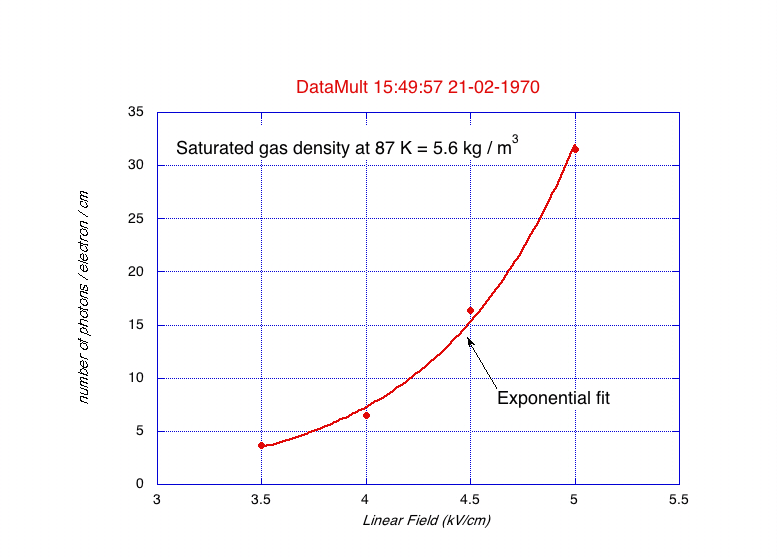 DataMult 15:49:57 21-02-1970
35
Saturated gas density at 87 K = 5.6 kg / m3
30
25
20
15
10
5
0
number of photons / electron / cm
Exponential fit
3 3.5 4 4.5 5 5.5
Linear Field (kV/cm)